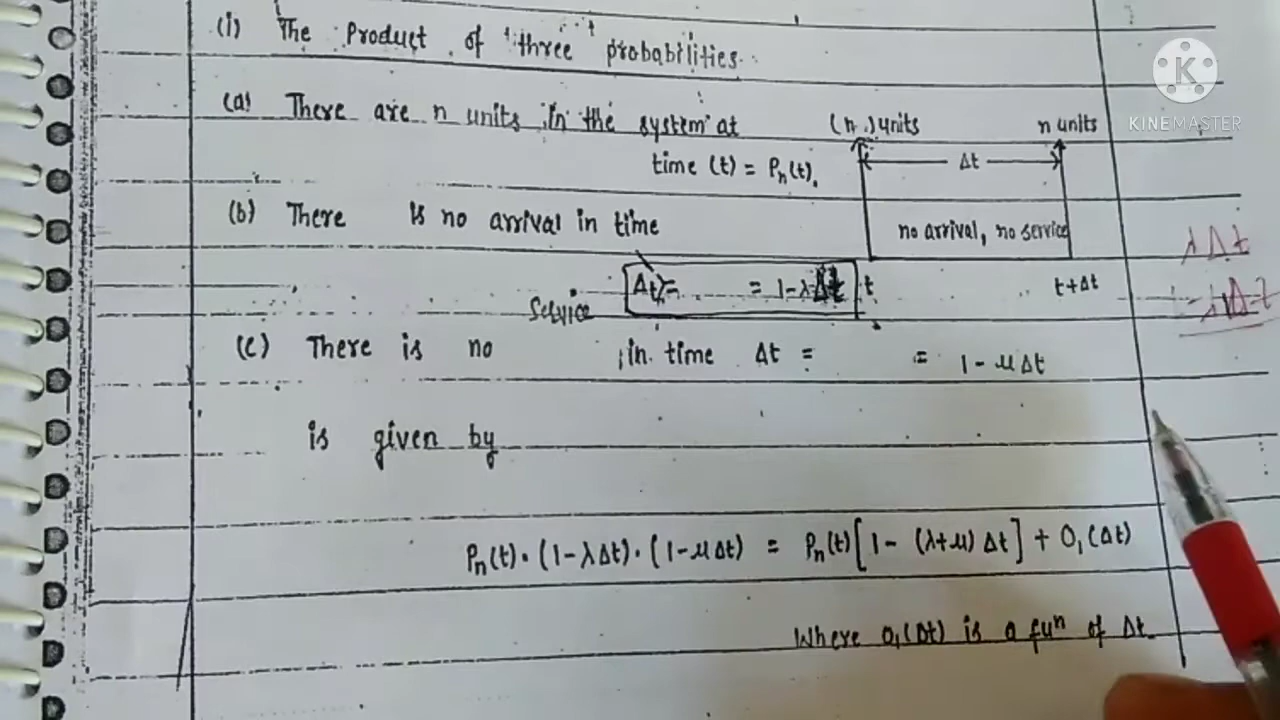 (i) The Product of 'three' probabilities.
(a) There are n units in the system at
time (t) = Pn(t).
(n ) units n units
Δt
no arrival, no service
t t+Δt
(b) There is no arrival in time
Δt = = 1-λΔt
λΔt
1-λΔt
Service
(c) There is no in time Δt = = 1-μΔt
is given by
Pn(t)·(1-λΔt)·(1-μΔt) = Pn(t)[1-(λ+μ)Δt] + O₁(Δt)
Where O₁(Δt) is a fuⁿ of Δt
K
KINEMASTER